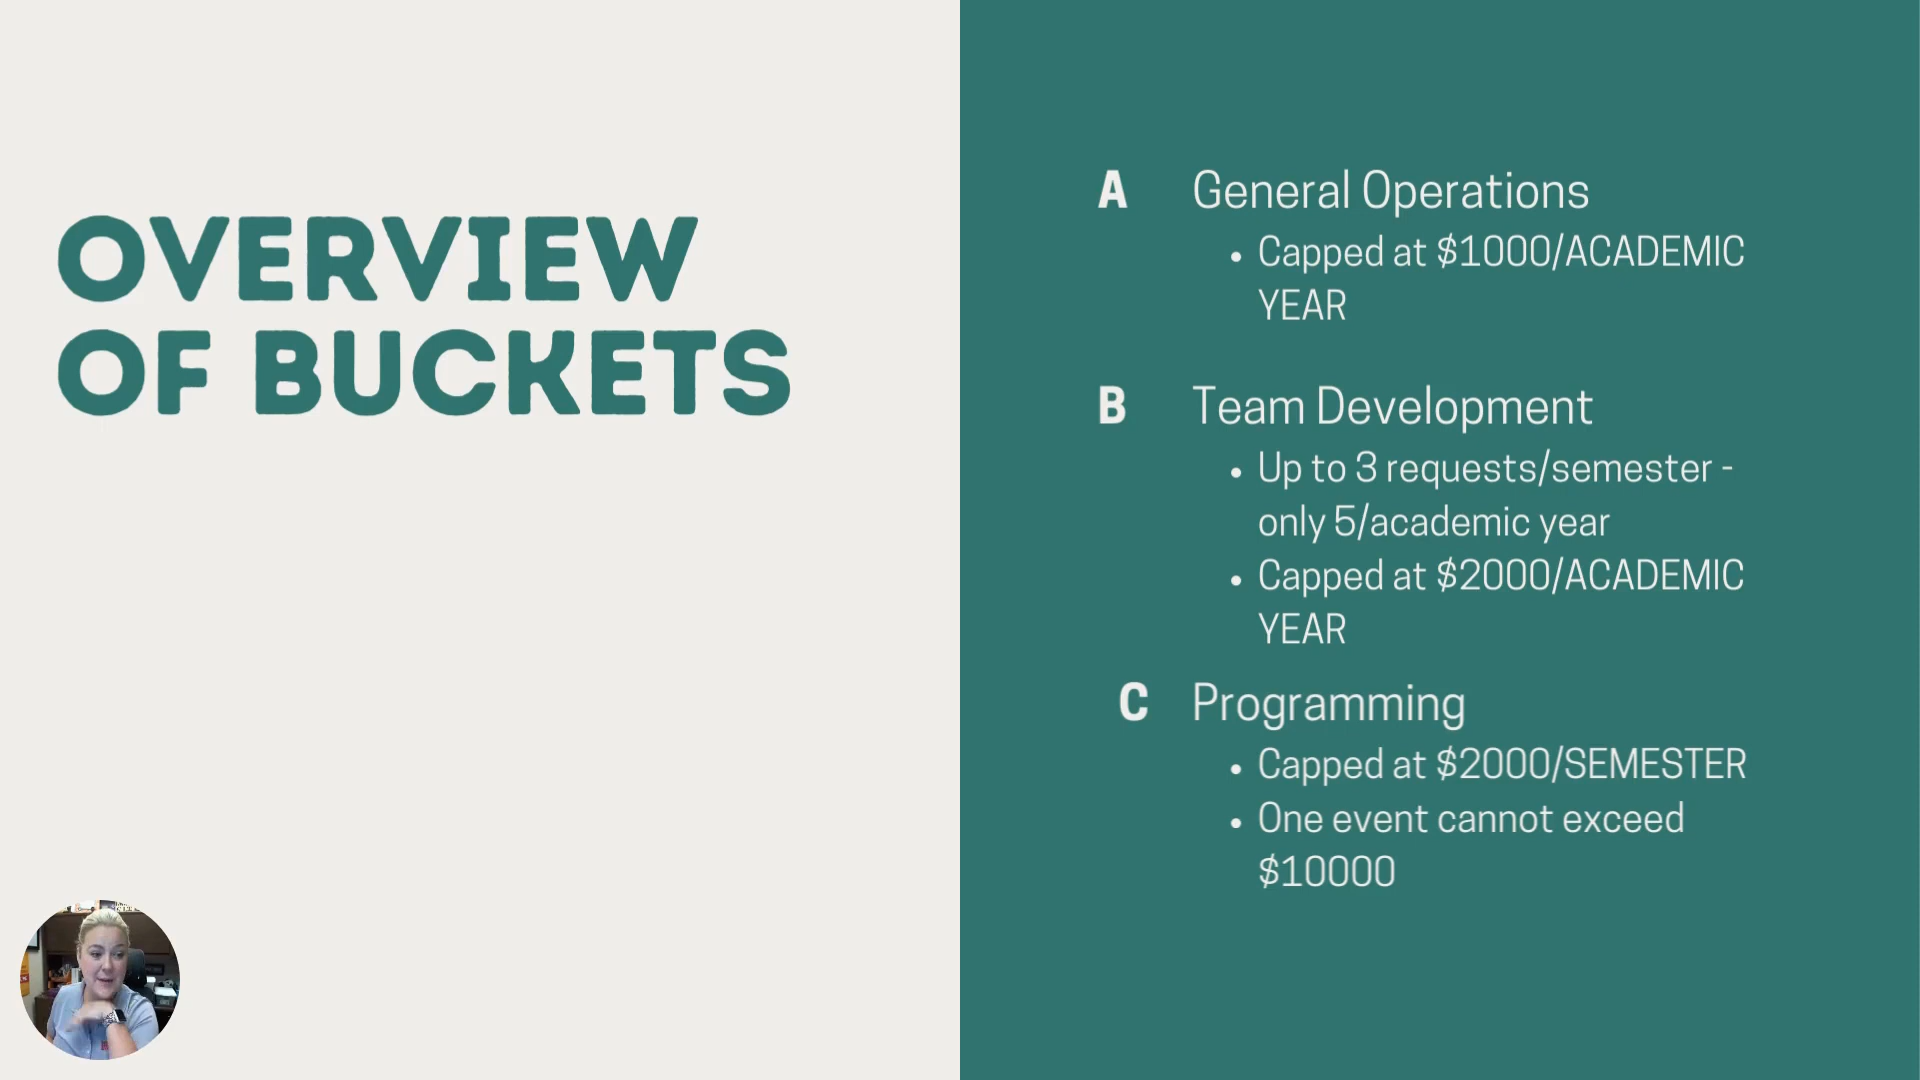 OVERVIEW
OF BUCKETS
A General Operations
• Capped at $1000/ACADEMIC
YEAR
B Team Development
• Up to 3 requests/semester -
only 5/academic year
• Capped at $2000/ACADEMIC
YEAR
C Programming
• Capped at $2000/SEMESTER
• One event cannot exceed
$10000